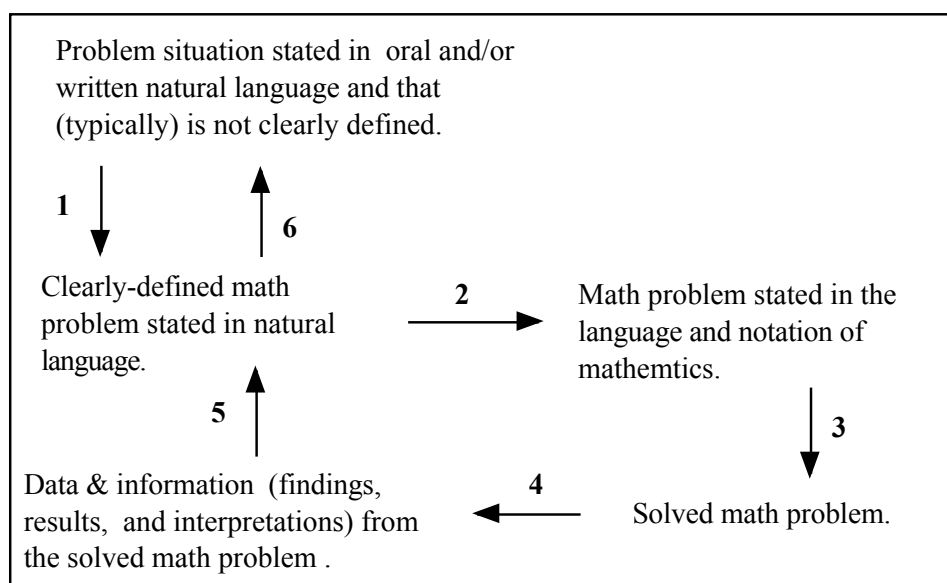 Problem situation stated in oral and/or
written natural language and that
(typically) is not clearly defined.
1
6
Clearly-defined math
problem stated in natural
language.
2
Math problem stated in the
language and notation of
mathemtics.
5
3
Data & information (findings,
results, and interpretations) from
the solved math problem .
4
Solved math problem.